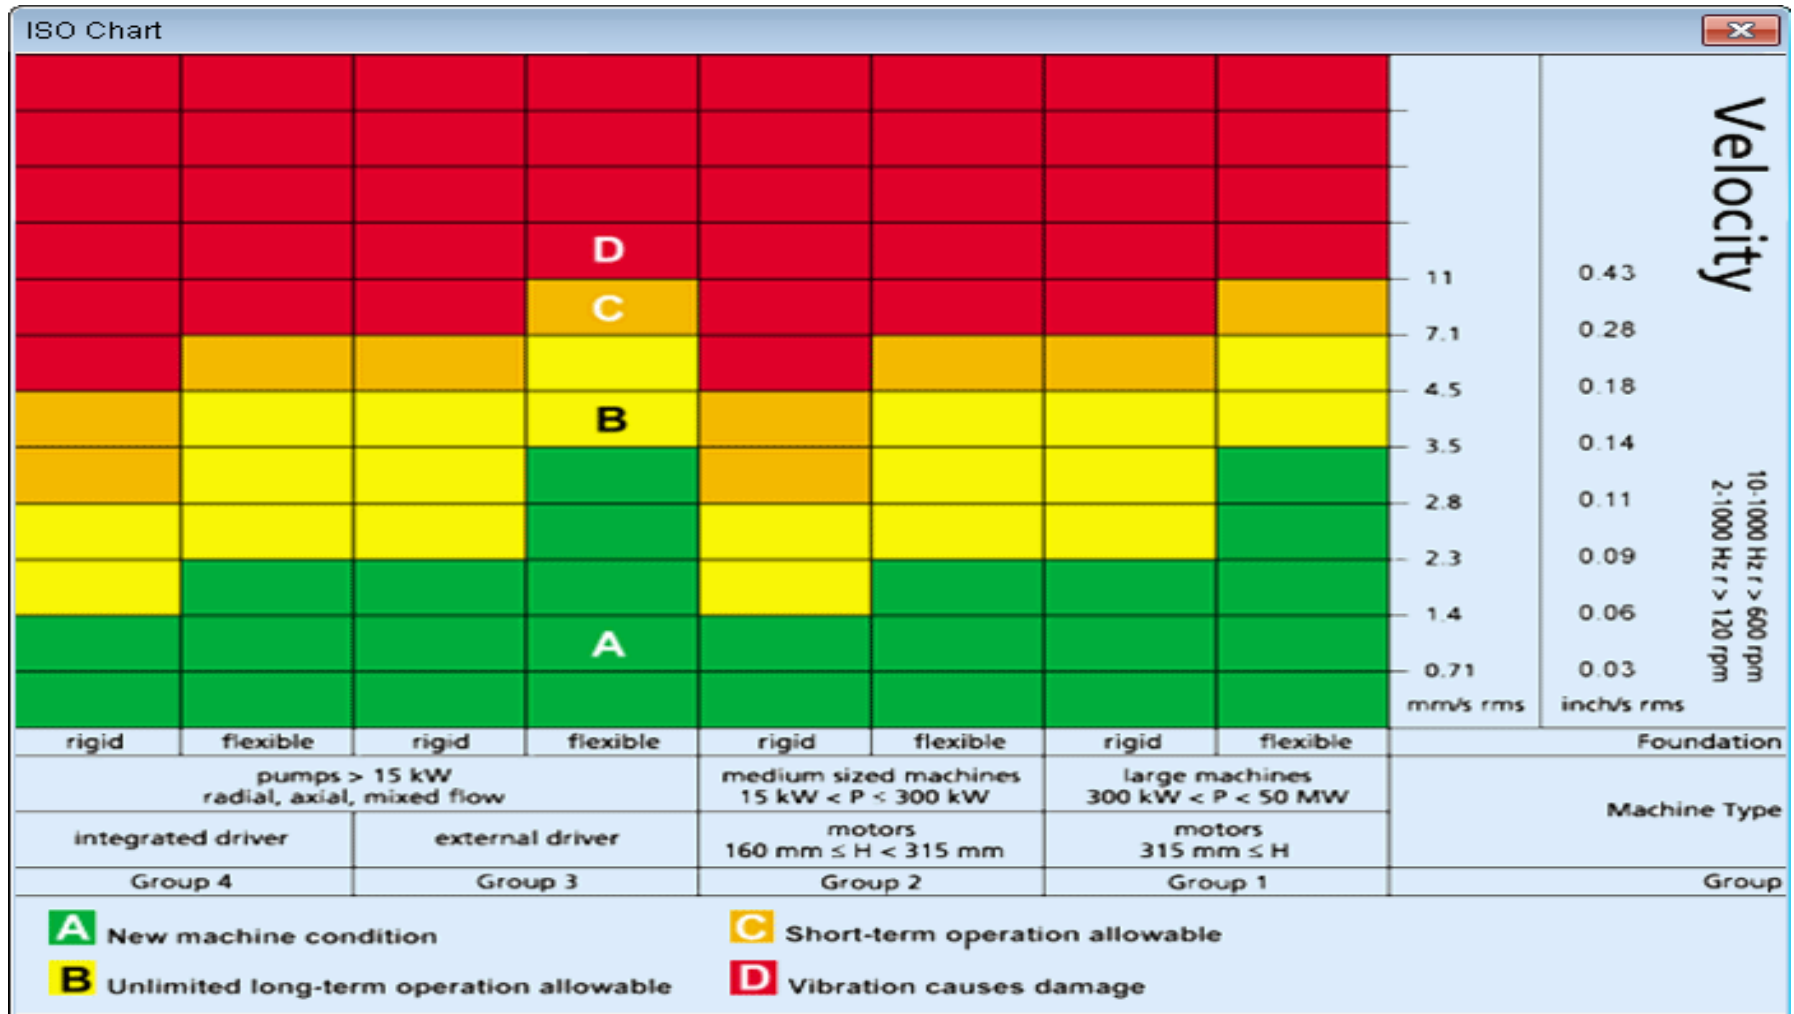 ISO Chart
D
C
B
A
Velocity
10-1000 Hz r > 600 rpm
2-1000 Hz r > 120 rpm
11 0.43
7.1 0.28
4.5 0.18
3.5 0.14
2.8 0.11
2.3 0.09
1.4 0.06
0.71 0.03
mm/s rms inch/s rms
rigid flexible rigid flexible rigid flexible rigid flexible Foundation
pumps > 15 kW
radial, axial, mixed flow
medium sized machines
15 kW < P ≤ 300 kW
large machines
300 kW < P < 50 MW
Machine Type
integrated driver
external driver
motors
160 mm ≤ H < 315 mm
motors
315 mm ≤ H
Group 4 Group 3 Group 2 Group 1 Group
A New machine condition
C Short-term operation allowable
B Unlimited long-term operation allowable
D Vibration causes damage